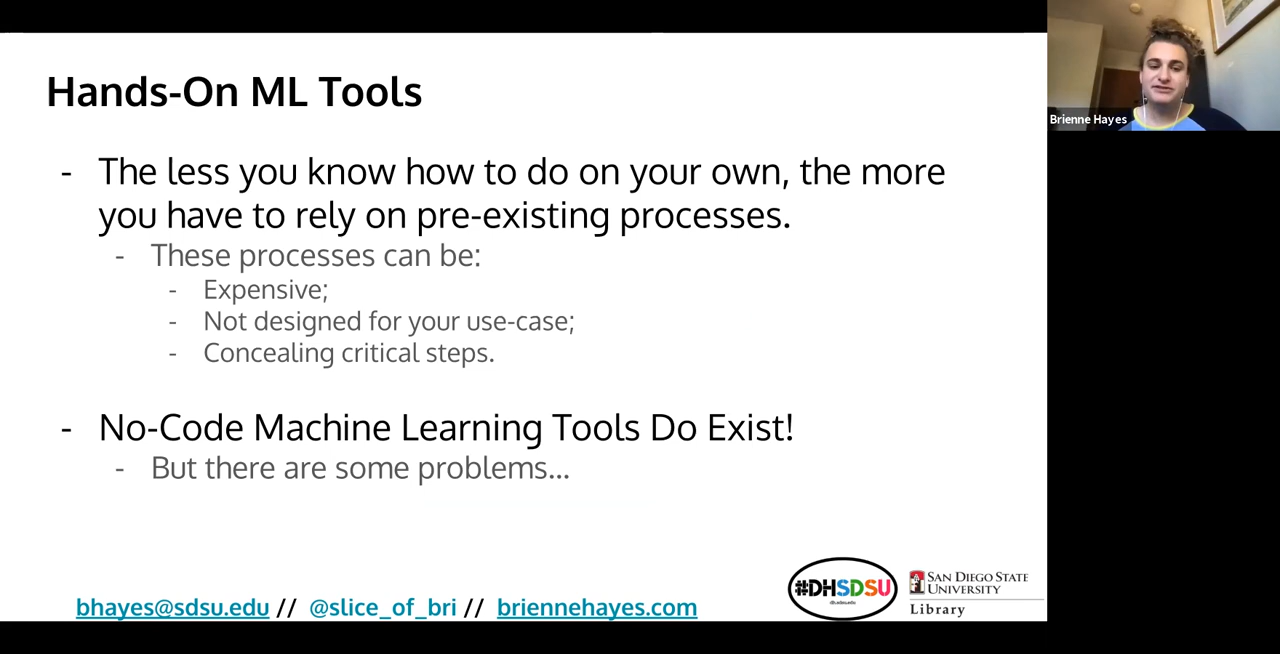 Hands-On ML Tools
- The less you know how to do on your own, the more
you have to rely on pre-existing processes.
- These processes can be:
- Expensive;
- Not designed for your use-case;
- Concealing critical steps.
- No-Code Machine Learning Tools Do Exist!
- But there are some problems...
bhayes@sdsu.edu // @slice_of_bri // briennehayes.com
#DHSDSU
SAN DIEGO STATE
UNIVERSITY
Library
Brienne Hayes